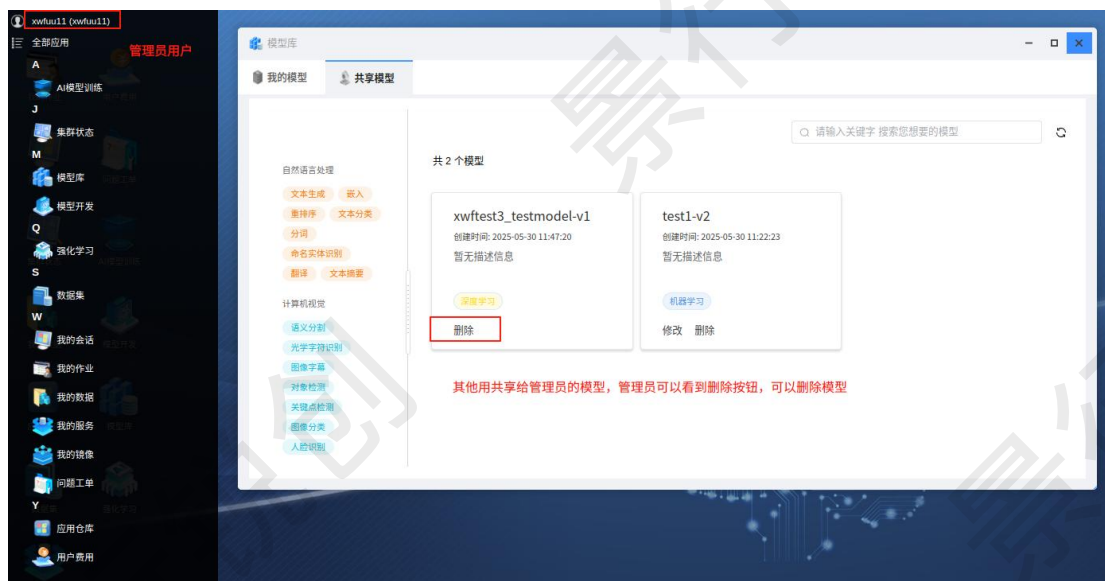 xwfuu11 (xwfuu11)
全部应用
管理员用户
A
AI模型训练
J
集群状态
M
模型库
模型开发
Q
强化学习
S
数据集
W
我的会话
我的作业
我的数据
我的服务
我的镜像
问题工单
Y
应用仓库
用户费用
模型库
我的模型
共享模型
请输入关键字 搜索您想要的模型
共 2 个模型
自然语言处理
文本生成 嵌入
重排序 文本分类
分词
命名实体识别
翻译 文本摘要
计算机视觉
语义分割
光学字符识别
图像字幕
对象检测
关键点检测
图像分类
人脸识别
xwftest3_testmodel-v1
创建时间: 2025-05-30 11:47:20
暂无描述信息
深度学习
删除
test1-v2
创建时间: 2025-05-30 11:22:23
暂无描述信息
机器学习
修改 删除
其他用共享给管理员的模型，管理员可以看到删除按钮，可以删除模型
景行